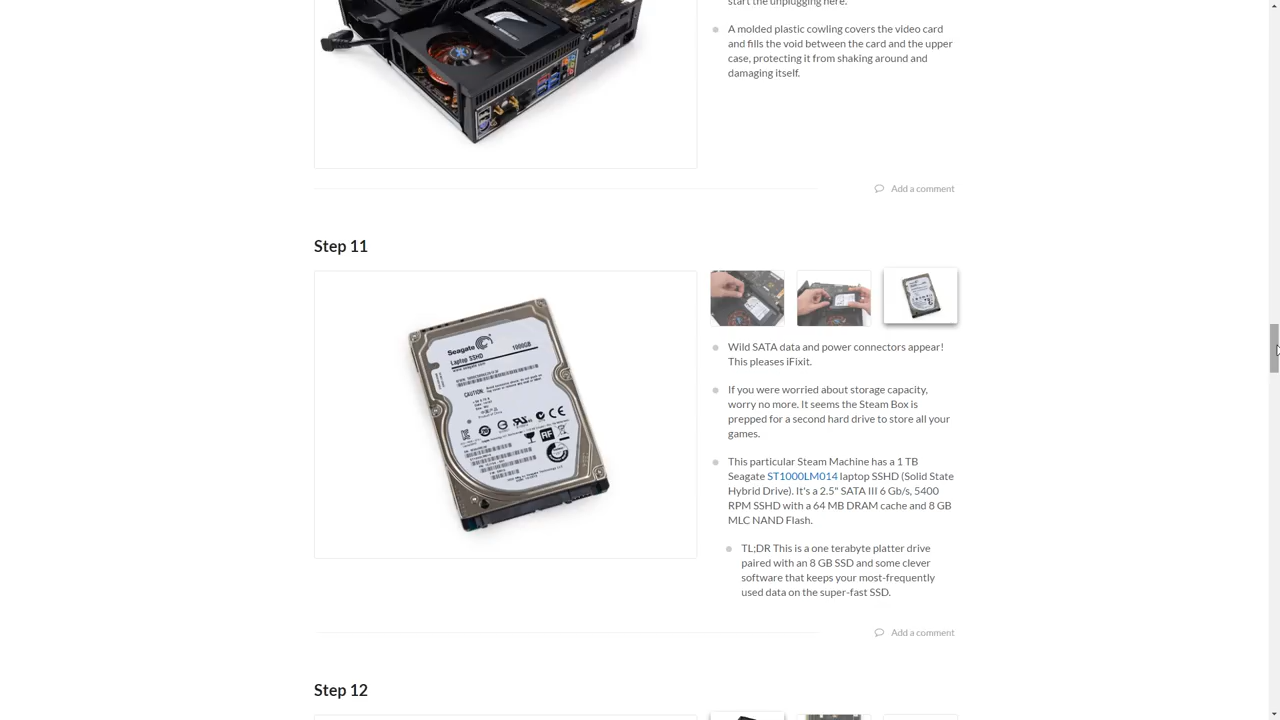 start the unplugging here.
A molded plastic cowling covers the video card
and fills the void between the card and the upper
case, protecting it from shaking around and
damaging itself.
Add a comment
Step 11
Seagate
Laptop SSHD 1000GB
Wild SATA data and power connectors appear!
This pleases iFixit.
If you were worried about storage capacity,
worry no more. It seems the Steam Box is
prepped for a second hard drive to store all your
games.
This particular Steam Machine has a 1 TB
Seagate ST1000LM014 laptop SSHD (Solid State
Hybrid Drive). It's a 2.5" SATA III 6 Gb/s, 5400
RPM SSHD with a 64 MB DRAM cache and 8 GB
MLC NAND Flash.
TL;DR This is a one terabyte platter drive
paired with an 8 GB SSD and some clever
software that keeps your most-frequently
used data on the super-fast SSD.
Add a comment
Step 12